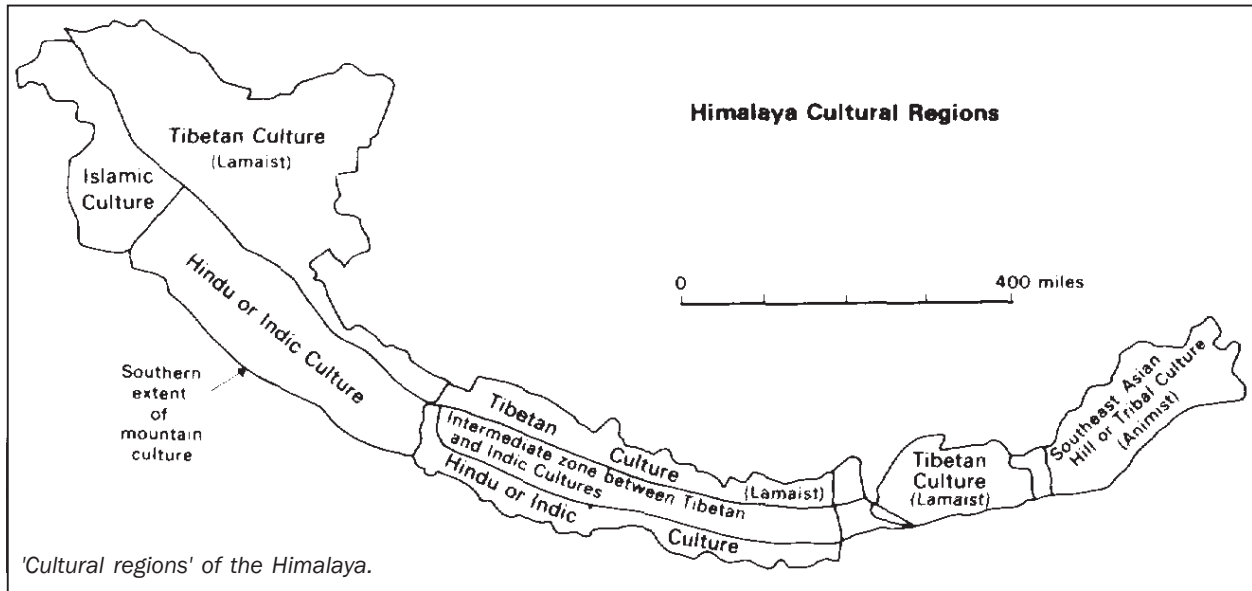 Himalaya Cultural Regions
Tibetan Culture
(Lamaist)
Islamic
Culture
Hindu or Indic Culture
0 400 miles
Southern
extent
of
mountain
culture
Tibetan Culture (Lamaist)
Intermediate zone between Tibetan
and Indic Cultures
Hindu or Indic Culture
Tibetan
Culture
(Lamaist)
Southeast Asian
Hill or Tribal Culture
(Animist)
'Cultural regions' of the Himalaya.